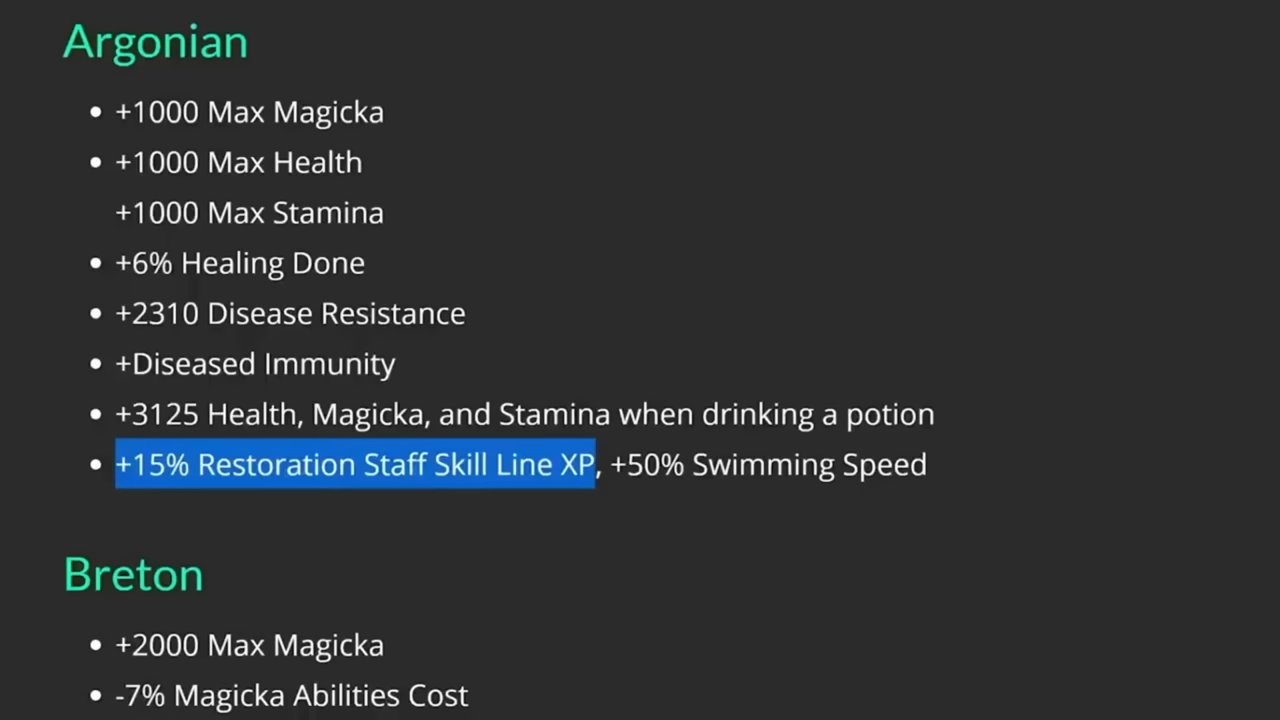 Argonian
+1000 Max Magicka
+1000 Max Health
+1000 Max Stamina
+6% Healing Done
+2310 Disease Resistance
+Diseased Immunity
+3125 Health, Magicka, and Stamina when drinking a potion
+15% Restoration Staff Skill Line XP, +50% Swimming Speed
Breton
+2000 Max Magicka
-7% Magicka Abilities Cost